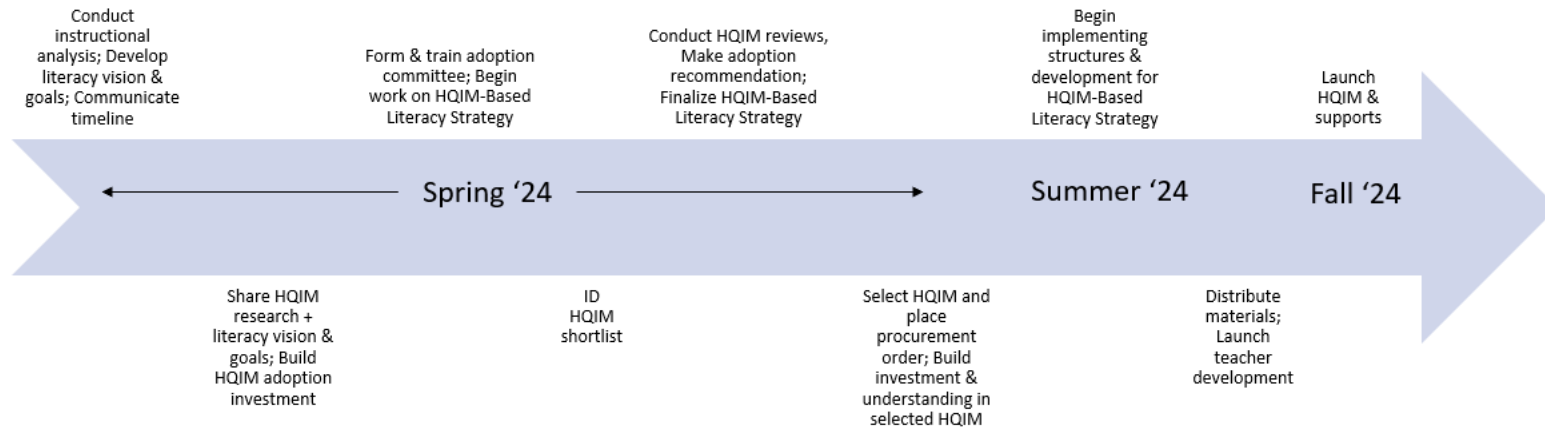 Conduct
instructional
analysis; Develop
literacy vision &
goals; Communicate
timeline
Form & train adoption
committee; Begin
work on HQIM-Based
Literacy Strategy
Conduct HQIM reviews,
Make adoption
recommendation;
Finalize HQIM-Based
Literacy Strategy
Begin
implementing
structures &
development for
HQIM-Based
Literacy Strategy
Launch
HQIM &
supports
Spring ‘24
Summer ‘24
Fall ‘24
Share HQIM
research +
literacy vision &
goals; Build
HQIM adoption
investment
ID
HQIM
shortlist
Select HQIM and
place
procurement
order; Build
investment &
understanding in
selected HQIM
Distribute
materials;
Launch
teacher
development